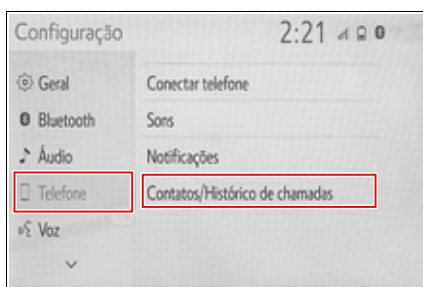 Configuração 2:21
Geral
Bluetooth
Áudio
Telefone
Voz
Conectar telefone
Sons
Notificações
Contatos/Histórico de chamadas